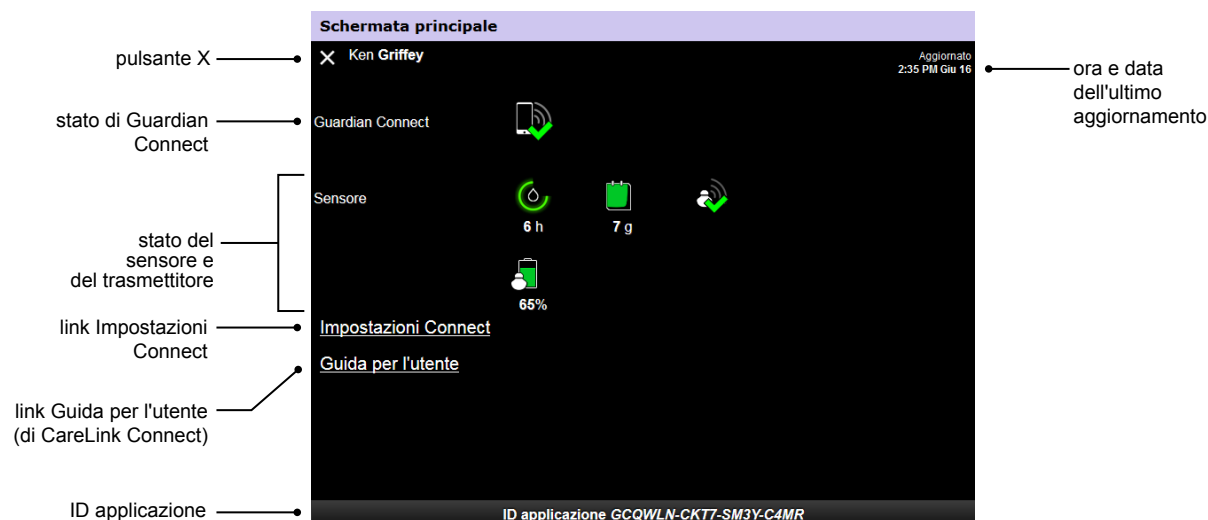 Schermata principale
pulsante X
Ken Griffey
Aggiornato
2:35 PM Giu 16
ora e data
dell'ultimo
aggiornamento
stato di Guardian
Connect
Guardian Connect
Sensore
6 h
7 g
stato del
sensore e
del trasmettitore
65%
link Impostazioni
Connect
Impostazioni Connect
Guida per l'utente
link Guida per l'utente
(di CareLink Connect)
ID applicazione
ID applicazione GCQWLN-CKT7-SM3Y-C4MR